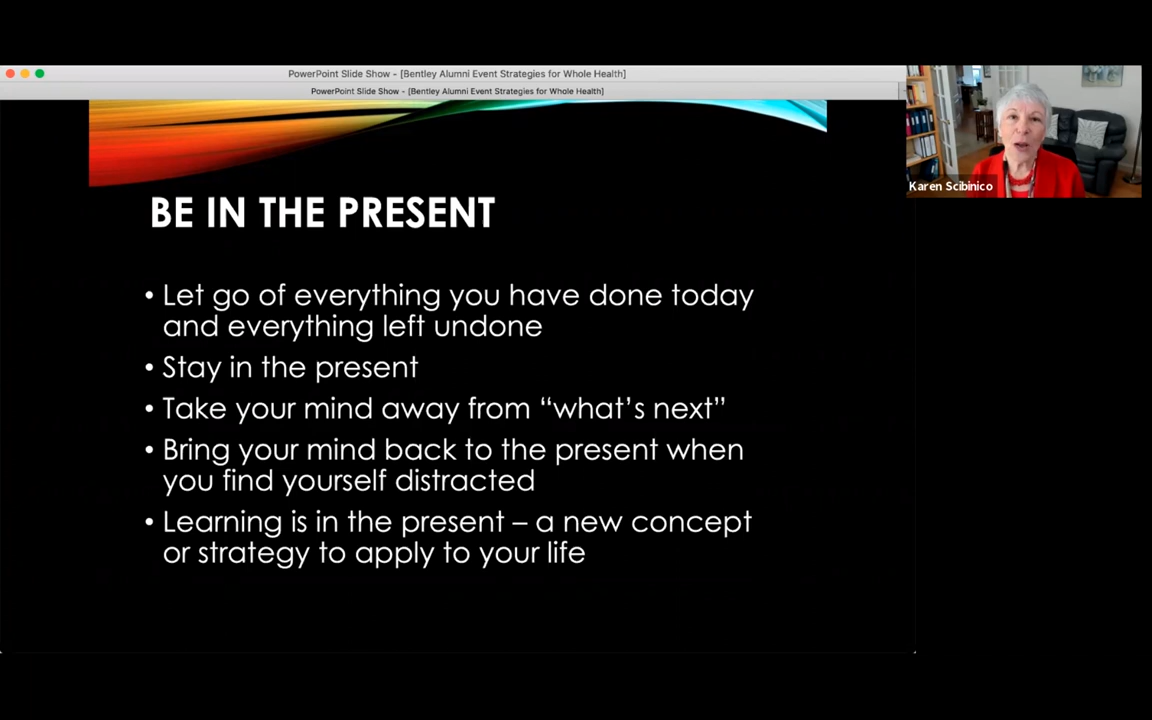 PowerPoint Slide Show - [Bentley Alumni Event Strategies for Whole Health]
PowerPoint Slide Show - [Bentley Alumni Event Strategies for Whole Health]
Karen Scibinico
BE IN THE PRESENT
• Let go of everything you have done today
and everything left undone
• Stay in the present
• Take your mind away from “what’s next”
• Bring your mind back to the present when
you find yourself distracted
• Learning is in the present – a new concept
or strategy to apply to your life